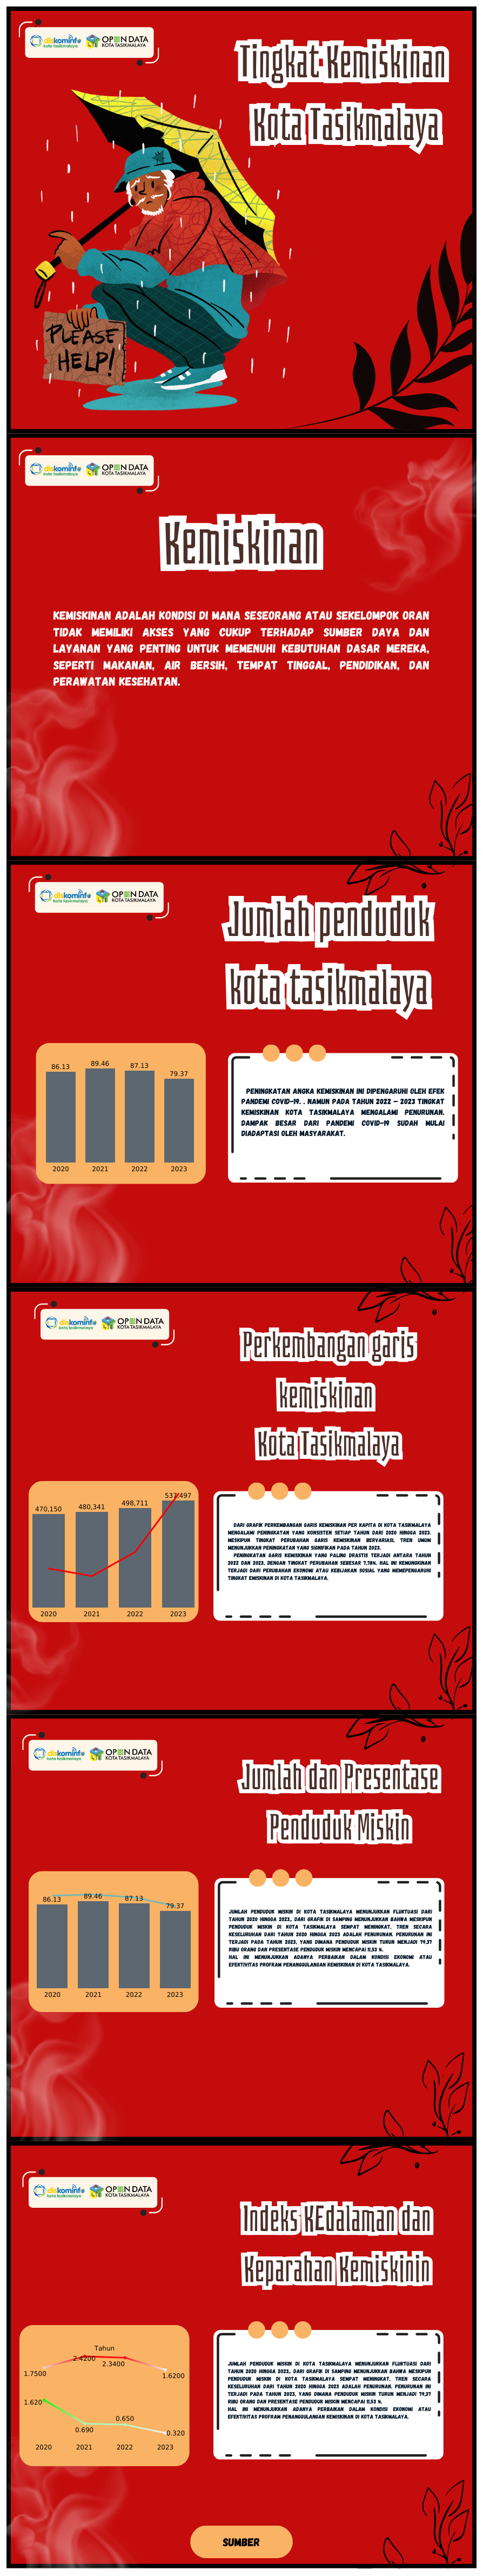 diskominfo
kota tasikmalaya
OPEN DATA
KOTA TASIKMALAYA
Tingkat Kemiskinan
Kota Tasikmalaya
PLEASE
HELP!
diskominfo
kota tasikmalaya
OPEN DATA
KOTA TASIKMALAYA
Kemiskinan
KEMISKINAN ADALAH KONDISI DI MANA SESEORANG ATAU SEKELOMPOK ORAN
TIDAK MEMILIKI AKSES YANG CUKUP TERHADAP SUMBER DAYA DAN
LAYANAN YANG PENTING UNTUK MEMENUHI KEBUTUHAN DASAR MEREKA,
SEPERTI MAKANAN, AIR BERSIH, TEMPAT TINGGAL, PENDIDIKAN, DAN
PERAWATAN KESEHATAN.
diskominfo
kota tasikmalaya
OPEN DATA
KOTA TASIKMALAYA
Jumlah penduduk
kota tasikmalaya
86.13 89.46 87.13 79.37
2020 2021 2022 2023
PENINGKATAN ANGKA KEMISKINAN INI DIPENGARUHI OLEH EFEK
PANDEMI COVID-19. . NAMUN PADA TAHUN 2022 – 2023 TINGKAT
KEMISKINAN KOTA TASIKMALAYA MENGALAMI PENURUNAN.
DAMPAK BESAR DARI PANDEMI COVID-19 SUDAH MULAI
DIADAPTASI OLEH MASYARAKAT.
diskominfo
kota tasikmalaya
OPEN DATA
KOTA TASIKMALAYA
Perkembangan garis
kemiskinan
Kota Tasikmalaya
470,150 480,341 498,711 537,497
2020 2021 2022 2023
DARI GRAFIK PERKEMBANGAN GARIS KEMISKINAN PER KAPITA DI KOTA TASIKMALAYA
MENGALAMI PENINGKATAN YANG KONSISTEN SETIAP TAHUN DARI 2020 HINGGA 2023.
MESKIPUN TINGKAT PERUBAHAN GARIS KEMISKINAN BERVARIASI, TREN UMUM
MENUNJUKKAN PENINGKATAN YANG SIGNIFIKAN PADA TAHUN 2023.
PENINGKATAN GARIS KEMISKINAN YANG PALING DRASTIS TERJADI ANTARA TAHUN
2022 DAN 2023, DENGAN TINGKAT PERUBAHAN SEBESAR 7,78%. HAL INI KEMUNGKINAN
TERJADI DARI PERUBAHAN EKONOMI ATAU KEBIJAKAN SOSIAL YANG MEMEPENGARUHI
TINGKAT EMISKINAN DI KOTA TASIKMALAYA.
diskominfo
kota tasikmalaya
OPEN DATA
KOTA TASIKMALAYA
Jumlah dan Presentase
Penduduk Miskin
86.13 89.46 87.13 79.37
2020 2021 2022 2023
JUMLAH PENDUDUK MISKIN DI KOTA TASIKMALAYA MENUNJUKKAN FLUKTUASI DARI
TAHUN 2020 HINGGA 2023,. DARI GRAFIK DI SAMPING MENUNJUKKAN BAHWA MESKIPUN
PENDUDUK MISKIN DI KOTA TASIKMALAYA SEMPAT MENINGKAT, TREN SECARA
KESELURUHAN DARI TAHUN 2020 HINGGA 2023 ADALAH PENURUNAN. PENURUNAN INI
TERJADI PADA TAHUN 2023, YANG DIMANA PENDUDUK MISKIN TURUN MENJADI 79,37
RIBU ORANG DAN PRESENTASE PENDUDUK MISKIN MENCAPAI 11,53 %.
HAL INI MENUNJUKKAN ADANYA PERBAIKAN DALAM KONDISI EKONOMI ATAU
EFEKTIVITAS PROFRAM PENANGGULANGAN KEMISKINAN DI KOTA TASIKMALAYA.
diskominfo
kota tasikmalaya
OPEN DATA
KOTA TASIKMALAYA
Indeks KEdalaman dan
Keparahan Kemiskinin
Tahun
1.7500 2.4200 2.3400 1.6200
1.620 0.690 0.650 0.320
2020 2021 2022 2023
JUMLAH PENDUDUK MISKIN DI KOTA TASIKMALAYA MENUNJUKKAN FLUKTUASI DARI
TAHUN 2020 HINGGA 2023,. DARI GRAFIK DI SAMPING MENUNJUKKAN BAHWA MESKIPUN
PENDUDUK MISKIN DI KOTA TASIKMALAYA SEMPAT MENINGKAT, TREN SECARA
KESELURUHAN DARI TAHUN 2020 HINGGA 2023 ADALAH PENURUNAN. PENURUNAN INI
TERJADI PADA TAHUN 2023, YANG DIMANA PENDUDUK MISKIN TURUN MENJADI 79,37
RIBU ORANG DAN PRESENTASE PENDUDUK MISKIN MENCAPAI 11,53 %.
HAL INI MENUNJUKKAN ADANYA PERBAIKAN DALAM KONDISI EKONOMI ATAU
EFEKTIVITAS PROFRAM PENANGGULANGAN KEMISKINAN DI KOTA TASIKMALAYA.
SUMBER